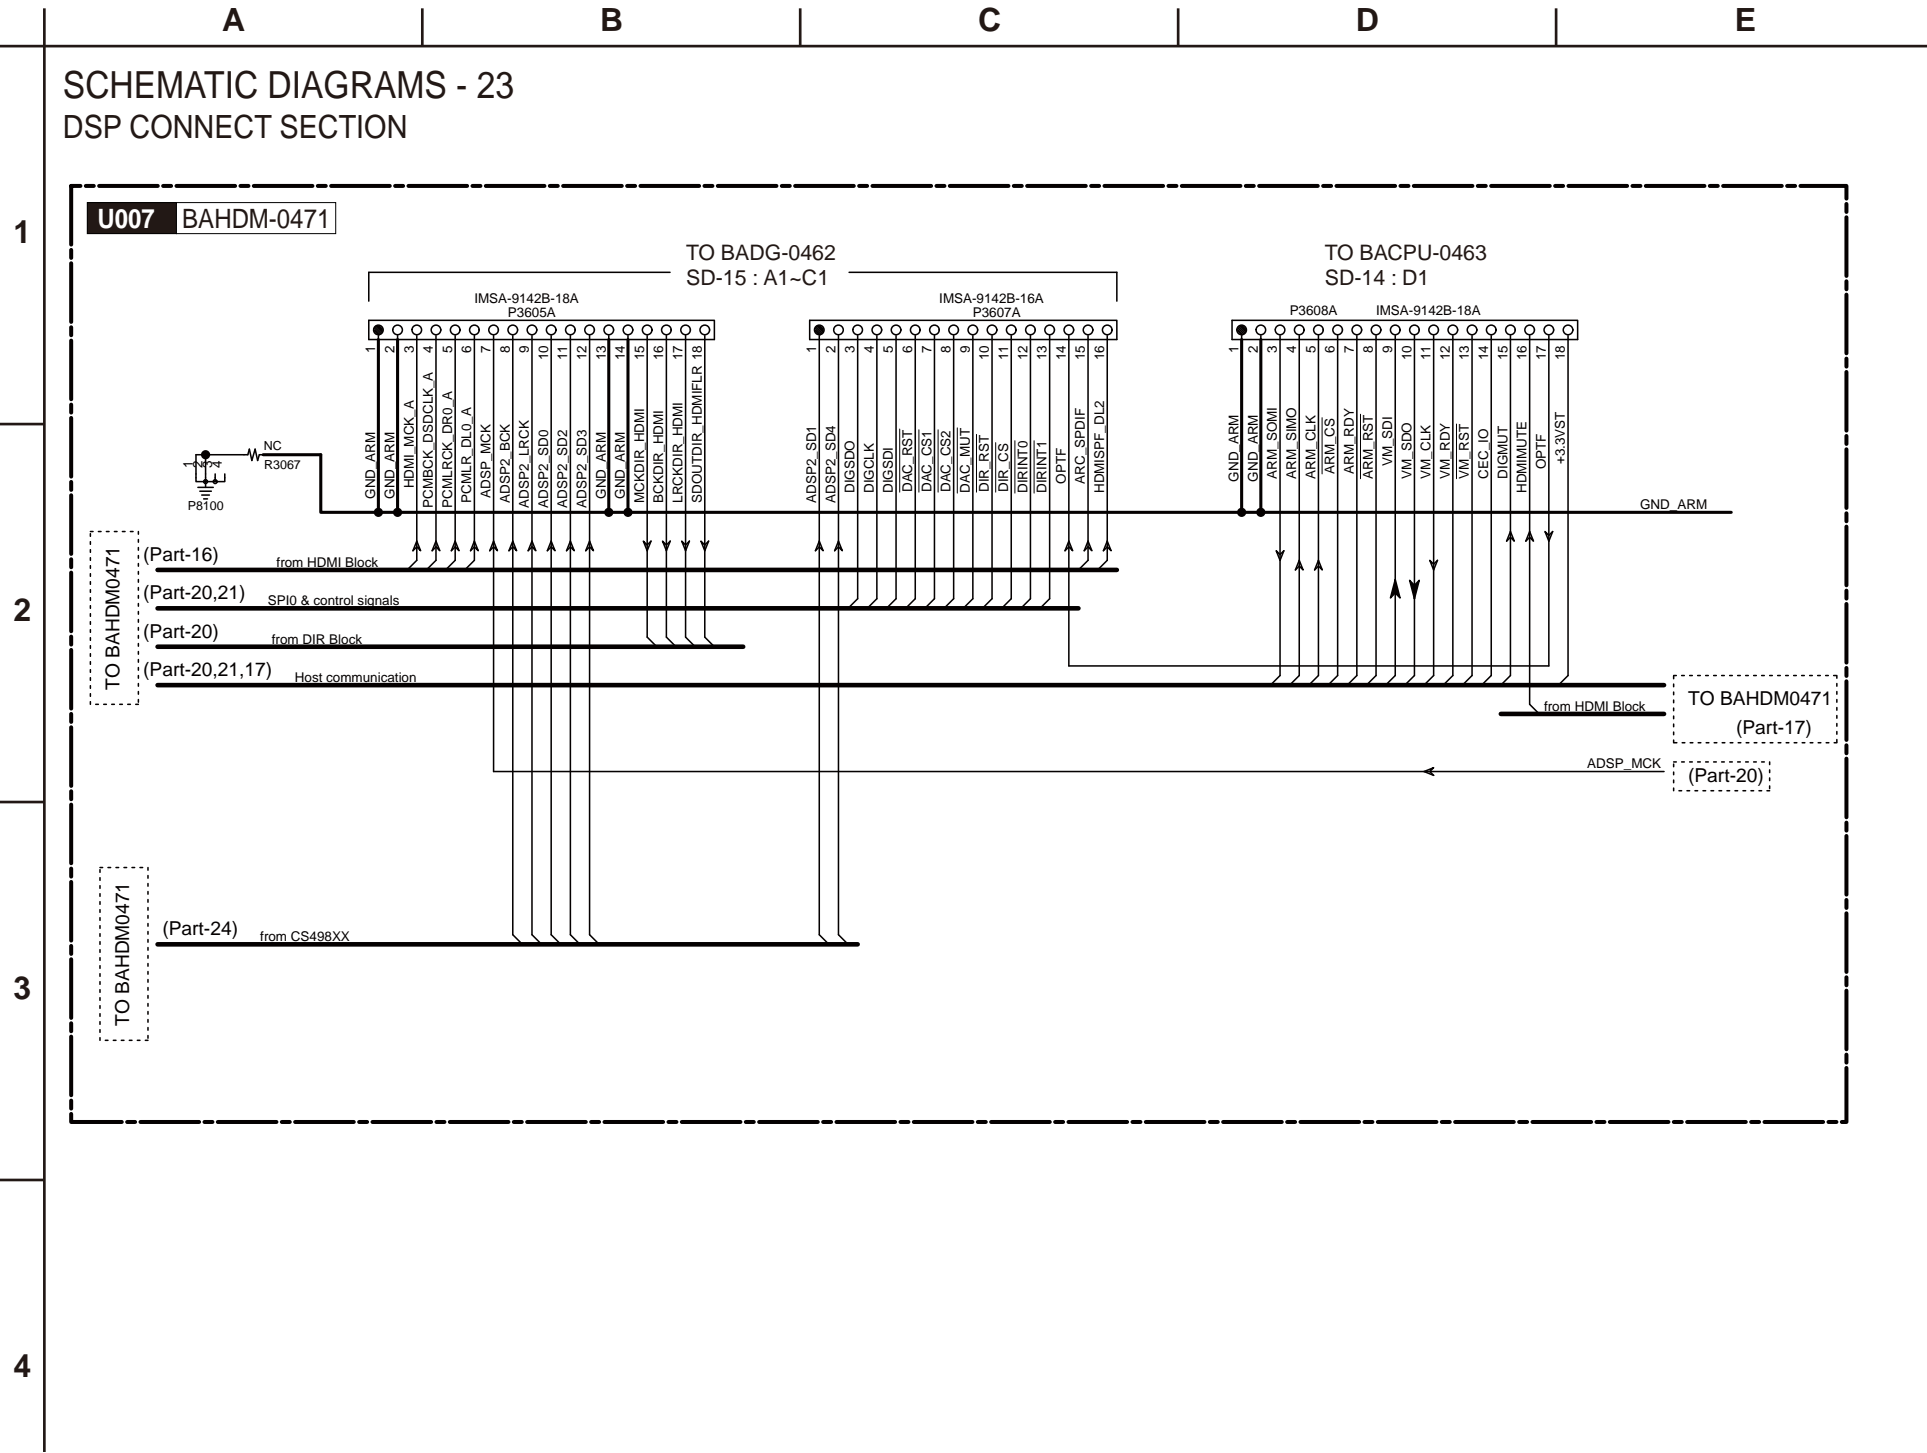 A B C D E
SCHEMATIC DIAGRAMS - 23
DSP CONNECT SECTION
1
U007 BAHDM-0471
TO BADG-0462
SD-15 : A1~C1
TO BACPU-0463
SD-14 : D1
IMSA-9142B-18A
P3605A
IMSA-9142B-16A
P3607A
P3608A IMSA-9142B-18A
1 2 3 4 5 6 7 8 9 10 11 12 13 14 15 16 17 18
1 2 3 4 5 6 7 8 9 10 11 12 13 14 15 16
1 2 3 4 5 6 7 8 9 10 11 12 13 14 15 16 17 18
GND_ARM
GND_ARM
HDMI_MCK_A
PCMBCK_DSDCLK_A
PCMLRCK_DR0_A
PCMLR_DL0_A
ADSP_MCK
ADSP2_BCK
ADSP2_LRCK
ADSP2_SD0
ADSP2_SD2
ADSP2_SD3
GND_ARM
GND_ARM
MCKDIR_HDMI
BCKDIR_HDMI
LRCKDIR_HDMI
SDOUTDIR_HDMIFLR
ADSP2_SD1
ADSP2_SD4
DIGSDO
DIGCLK
DIGSDI
DAC_RST
DAC_CS1
DAC_CS2
DAC_MUT
DIR_RST
DIR_CS
DIRINT0
DIRINT1
OPTF
ARC_SPDIF
HDMISPF_DL2
GND_ARM
GND_ARM
ARM_SOMI
ARM_SIMO
ARM_CLK
ARM_CS
ARM_RDY
ARM_RST
VM_SDI
VM_SDO
VM_CLK
VM_RDY
VM_RST
CEC_IO
DIGMUT
HDMIMUTE
OPTF
+3.3VST
1 2 3 4
NC
R3067
P8100
GND_ARM
2
TO BAHDM0471
(Part-16) from HDMI Block
(Part-20,21) SPI0 & control signals
(Part-20) from DIR Block
(Part-20,21,17) Host communication
from HDMI Block
TO BAHDM0471
(Part-17)
ADSP_MCK
(Part-20)
3
TO BAHDM0471
(Part-24) from CS498XX
4